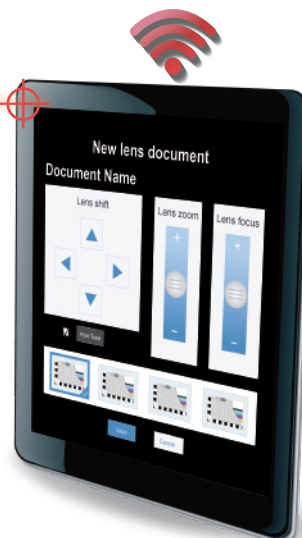 New lens document
Document Name
Lens shift
Lens zoom
Lens focus
+
+
−
−
Save
Cancel